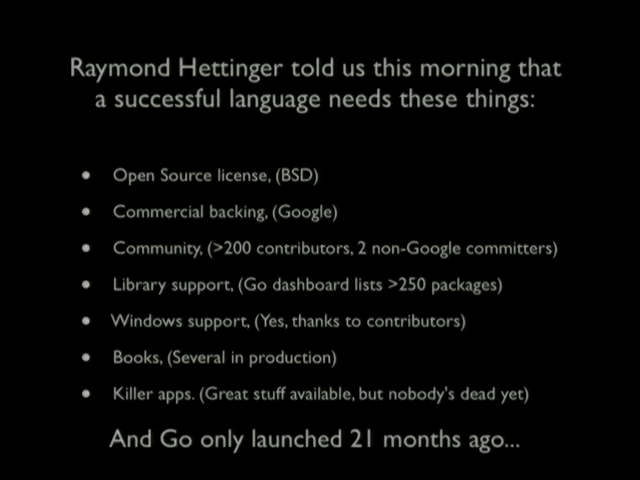 Raymond Hettinger told us this morning that
a successful language needs these things:
• Open Source license, (BSD)
• Commercial backing, (Google)
• Community, (>200 contributors, 2 non-Google committers)
• Library support, (Go dashboard lists >250 packages)
• Windows support, (Yes, thanks to contributors)
• Books, (Several in production)
• Killer apps. (Great stuff available, but nobody's dead yet)
And Go only launched 21 months ago...